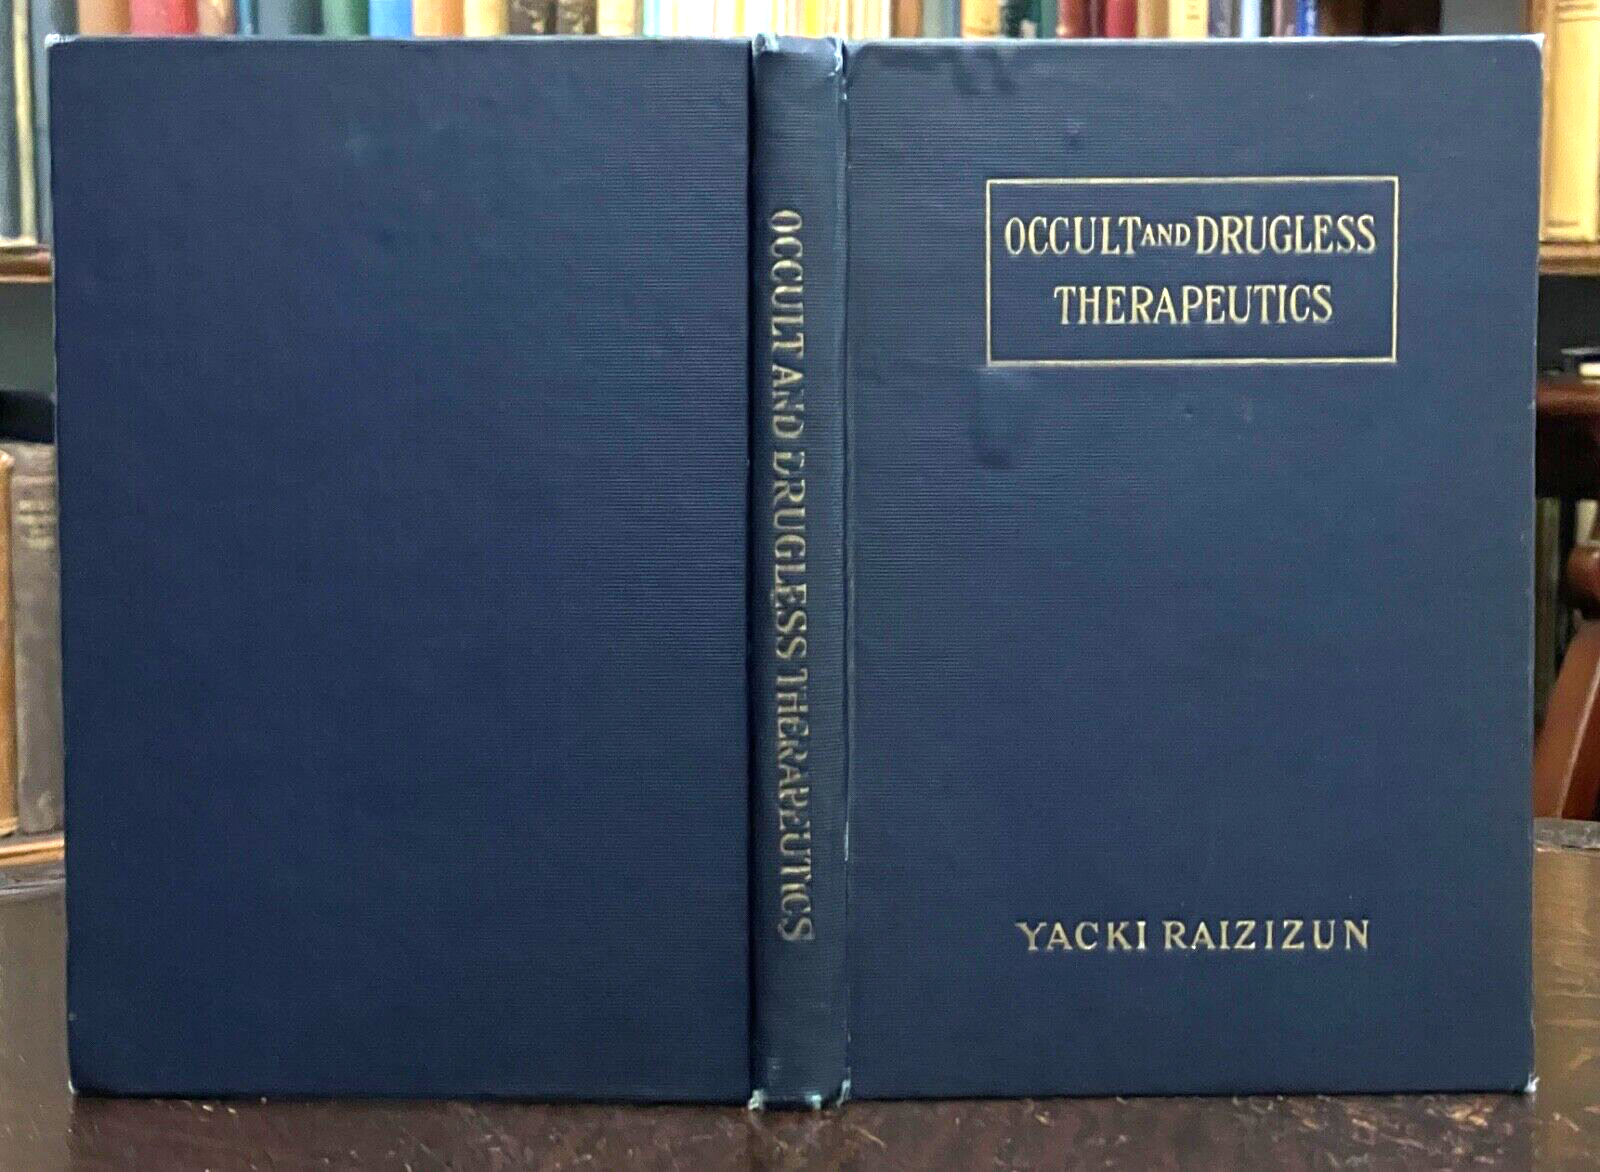 OCCULT AND DRUGLESS THERAPEUTICS
OCCULT AND DRUGLESS
THERAPEUTICS
YACKI RAIZIZUN